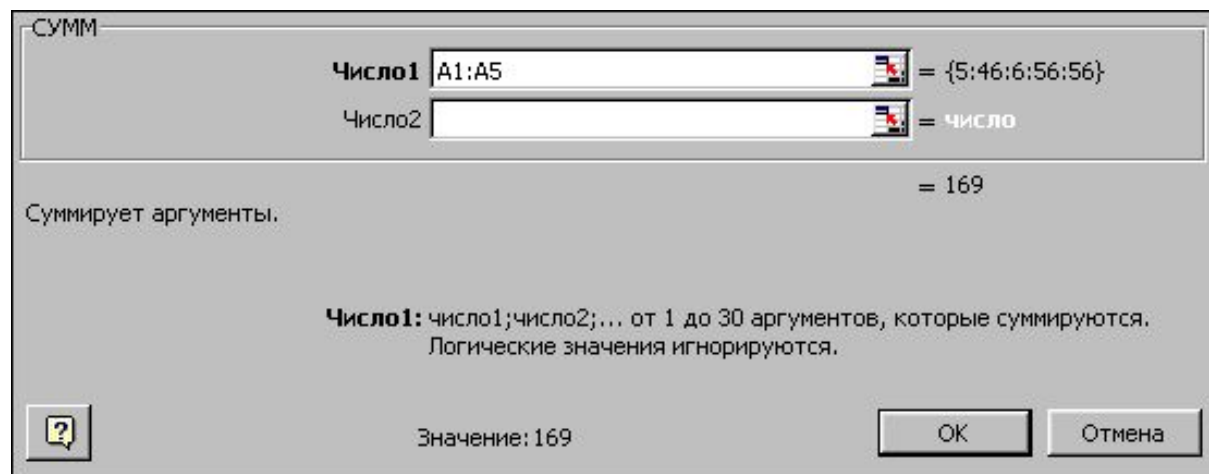 СУММ
Число1 A1:A5 = {5:46:6:56:56}
Число2 = число
= 169
Суммирует аргументы.
Число1: число1;число2;... от 1 до 30 аргументов, которые суммируются.
Логические значения игнорируются.
? Значение:169 OK Отмена